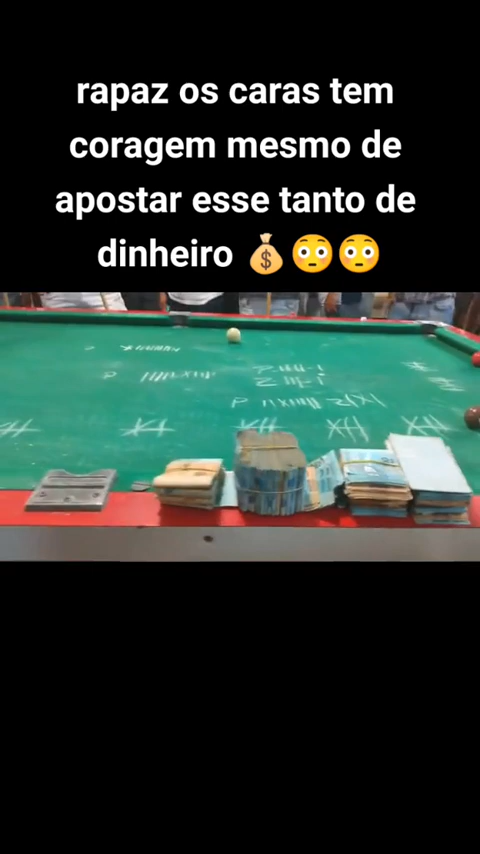 rapaz os caras tem
coragem mesmo de
apostar esse tanto de
dinheiro 💰😳😳